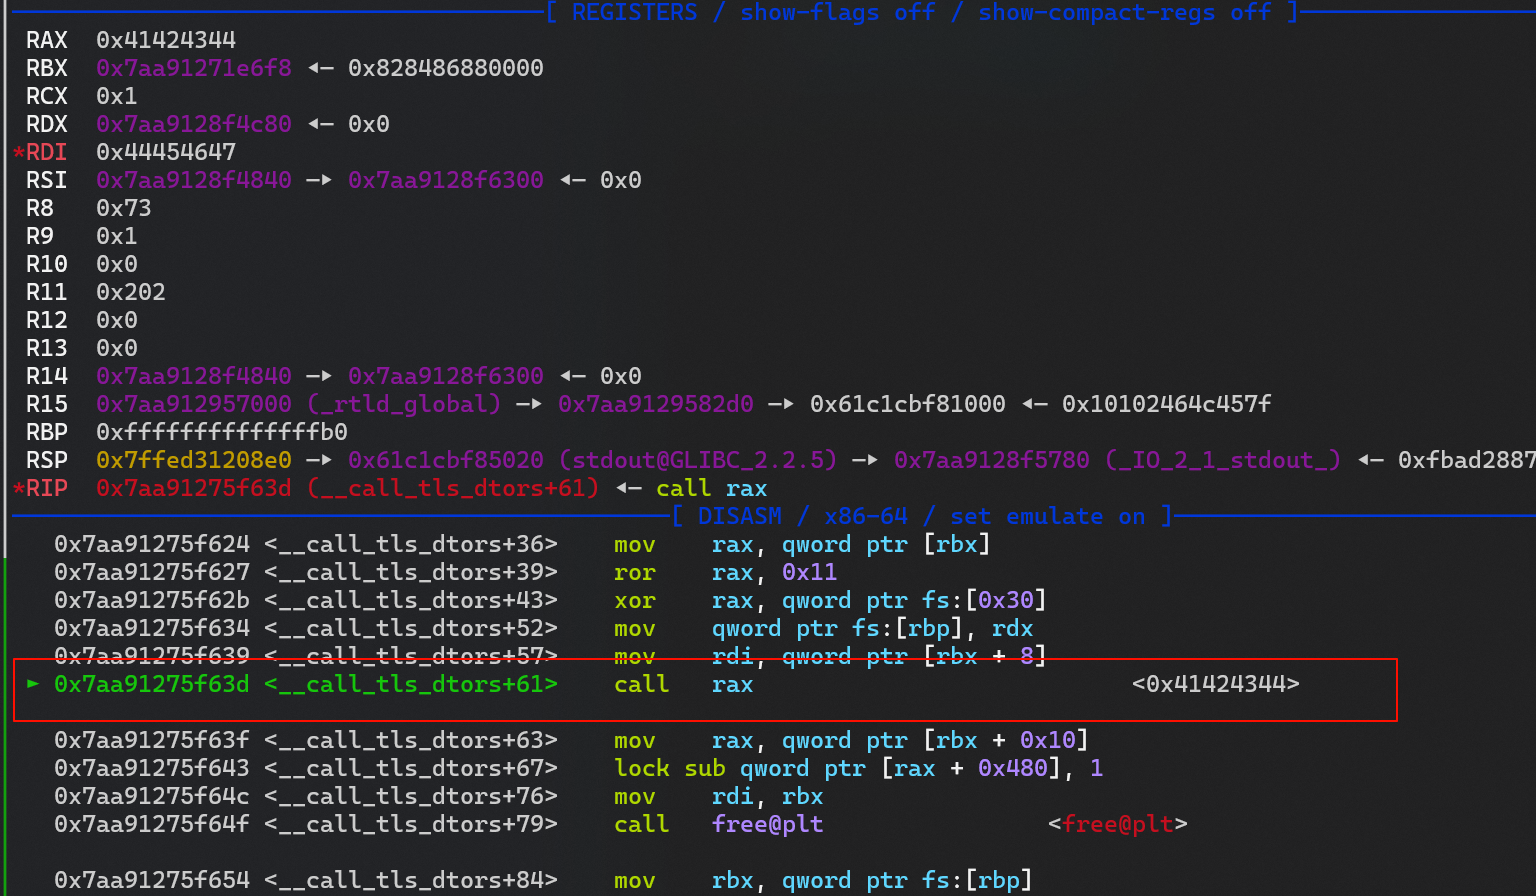 [ REGISTERS / show-flags off / show-compact-regs off ]
RAX 0x41424344
RBX 0x7aa91271e6f8 ◂— 0x828486880000
RCX 0x1
RDX 0x7aa9128f4c80 ◂— 0x0
*RDI 0x44454647
RSI 0x7aa9128f4840 —▸ 0x7aa9128f6300 ◂— 0x0
R8 0x73
R9 0x1
R10 0x0
R11 0x202
R12 0x0
R13 0x0
R14 0x7aa9128f4840 —▸ 0x7aa9128f6300 ◂— 0x0
R15 0x7aa912957000 (_rtld_global) —▸ 0x7aa9129582d0 —▸ 0x61c1cbf81000 ◂— 0x10102464c457f
RBP 0xffffffffffffffb0
RSP 0x7ffed31208e0 —▸ 0x61c1cbf85020 (stdout@GLIBC_2.2.5) —▸ 0x7aa9128f5780 (_IO_2_1_stdout_) ◂— 0xfbad2887
*RIP 0x7aa91275f63d (__call_tls_dtors+61) ◂— call rax
[ DISASM / x86-64 / set emulate on ]
0x7aa91275f624 <__call_tls_dtors+36> mov rax, qword ptr [rbx]
0x7aa91275f627 <__call_tls_dtors+39> ror rax, 0x11
0x7aa91275f62b <__call_tls_dtors+43> xor rax, qword ptr fs:[0x30]
0x7aa91275f634 <__call_tls_dtors+52> mov qword ptr fs:[rbp], rdx
0x7aa91275f639 <__call_tls_dtors+57> mov rdi, qword ptr [rbx + 8]
► 0x7aa91275f63d <__call_tls_dtors+61> call rax <0x41424344>
0x7aa91275f63f <__call_tls_dtors+63> mov rax, qword ptr [rbx + 0x10]
0x7aa91275f643 <__call_tls_dtors+67> lock sub qword ptr [rax + 0x480], 1
0x7aa91275f64c <__call_tls_dtors+76> mov rdi, rbx
0x7aa91275f64f <__call_tls_dtors+79> call free@plt <free@plt>
0x7aa91275f654 <__call_tls_dtors+84> mov rbx, qword ptr fs:[rbp]